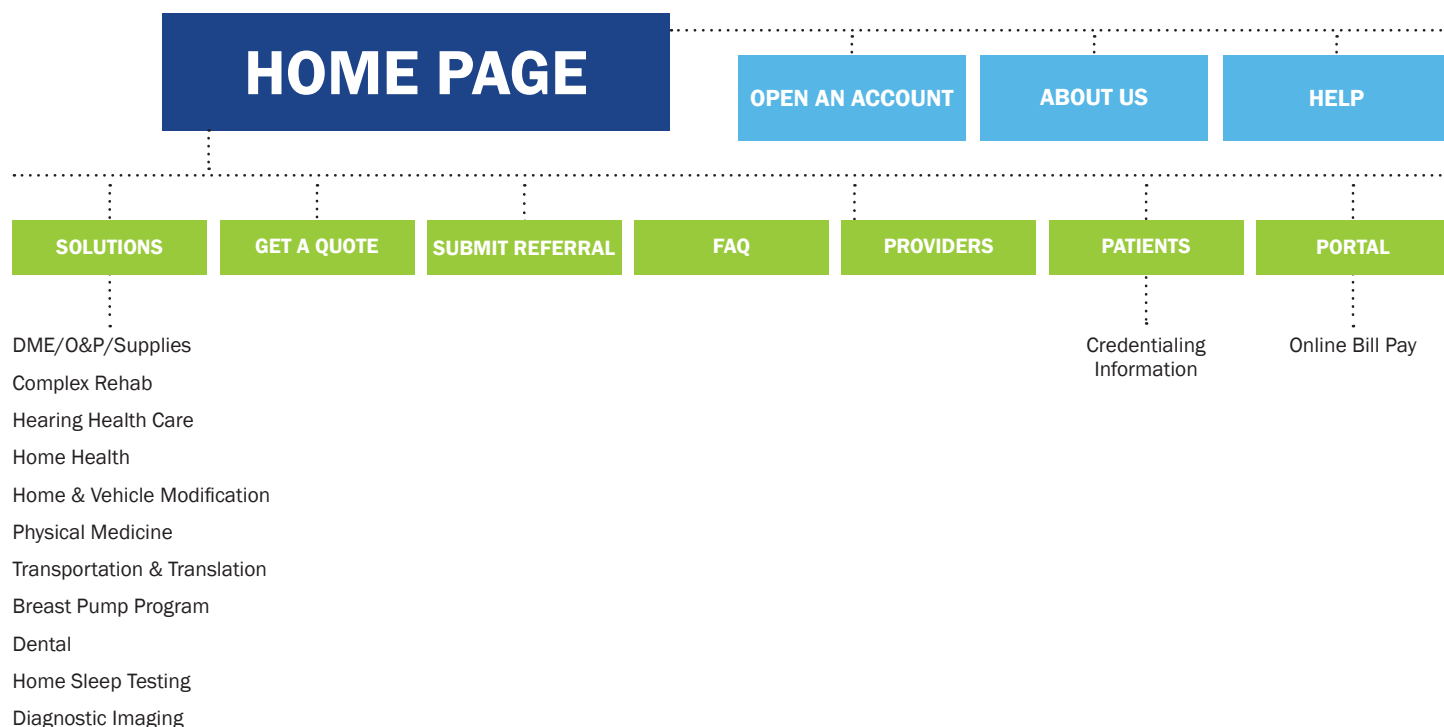 HOME PAGE
OPEN AN ACCOUNT
ABOUT US
HELP
SOLUTIONS
GET A QUOTE
SUBMIT REFERRAL
FAQ
PROVIDERS
PATIENTS
PORTAL
DME/O&P/Supplies
Complex Rehab
Hearing Health Care
Home Health
Home & Vehicle Modification
Physical Medicine
Transportation & Translation
Breast Pump Program
Dental
Home Sleep Testing
Diagnostic Imaging
Credentialing
Information
Online Bill Pay